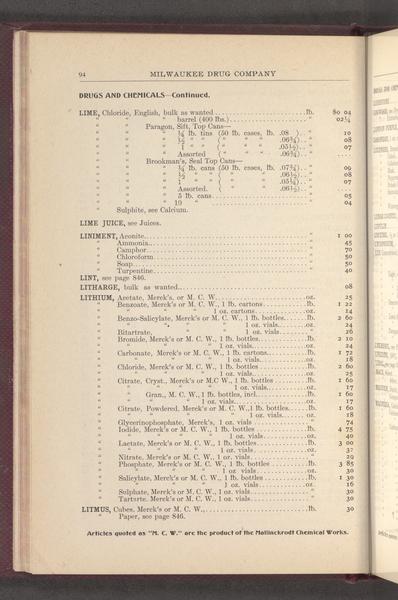 94 MILWAUKEE DRUG COMPANY
DRUGS AND CHEMICALS—Continued.
LIME, Chloride, English, bulk as wanted lb. $0 04
" " " barrel (400 lbs.) " 02¼
" " Paragon, Sift, Top Cans—
" " " ¼ lb. tins (50 lb. cases, lb. .08 ) " 10
" " " ½ " " ( " " .06¾) " 08
" " " 1 " " ( " " .05½) " 07
" " " Assorted ( " " .06¾) "
" " Brookman's, Seal Top Cans—
" " " ¼ lb. cans (50 lb. cases, lb. .07¾) " 09
" " " ½ " " ( " " .06½) " 08
" " " 1 " " ( " " .05¼) " 07
" " " Assorted. ( " " .06½) "
" " " 5 lb. cans " 05
" " " 10 " " 04
" Sulphite, see Calcium.
LIME JUICE, see Juices.
LINIMENT, Aconite " 1 00
" Ammonia " 45
" Camphor " 70
" Chloroform " 50
" Soap " 50
" Turpentine " 40
LINT, see page 846.
LITHARGE, bulk as wanted " 08
LITHIUM, Acetate, Merck's, or M. C. W. oz. 25
" Benzoate, Merck's or M. C. W., 1 lb. cartons lb. 1 22
" " " " 1 oz. cartons oz. 14
" Benzo-Salicylate, Merck's or M. C. W., 1 lb. bottles lb. 2 60
" " " " 1 oz. vials oz. 24
" Bitartrate, " " 1 oz. vials " 26
" Bromide, Merck's or M. C. W., 1 lb. bottles lb. 2 10
" " " " 1 oz. vials oz. 24
" Carbonate, Merck's or M. C. W., 1 lb. cartons lb. 1 72
" " " " 1 oz. vials oz. 18
" Chloride, Merck's or M. C. W., 1 lb. bottles lb. 2 60
" " " " 1 oz. vials oz. 25
" Citrate, Cryst., Merck's or M.C W., 1 lb. bottles lb. 1 60
" " " " " 1 oz. vials oz. 17
" " Gran., M. C. W., 1 lb. bottles, incl. lb. 1 60
" " " " 1 oz. vials oz. 17
" Citrate, Powdered, Merck's or M. C. W., 1 lb. bottles lb. 1 60
" " " " " 1 oz. vials oz. 18
" Glycerinophosphate, Merck's, 1 oz. vials " 74
" Iodide, Merck's or M. C. W., 1 lb. bottles lb. 4 75
" " " " 1 oz. vials oz. 40
" Lactate, Merck's or M. C. W., 1 lb. bottles lb. 3 00
" " " " 1 oz. vials oz. 32
" Nitrate, Merck's or M. C. W., 1 oz. vials " 29
" Phosphate, Merck's or M. C. W., 1 lb. bottles lb. 3 85
" " " " 1 oz. vials oz. 30
" Salicylate, Merck's or M. C. W., 1 lb. bottles lb. 1 30
" " " " 1 oz. vials oz. 16
" Sulphate, Merck's or M. C. W., 1 oz. vials " 30
" Tartarte, Merck's or M. C. W., 1 oz. vials " 30
LITMUS, Cubes, Merck's or M. C. W., lb. 30
" Paper, see page 846.
Articles quoted as "M. C. W." are the product of the Mallinckrodt Chemical Works.